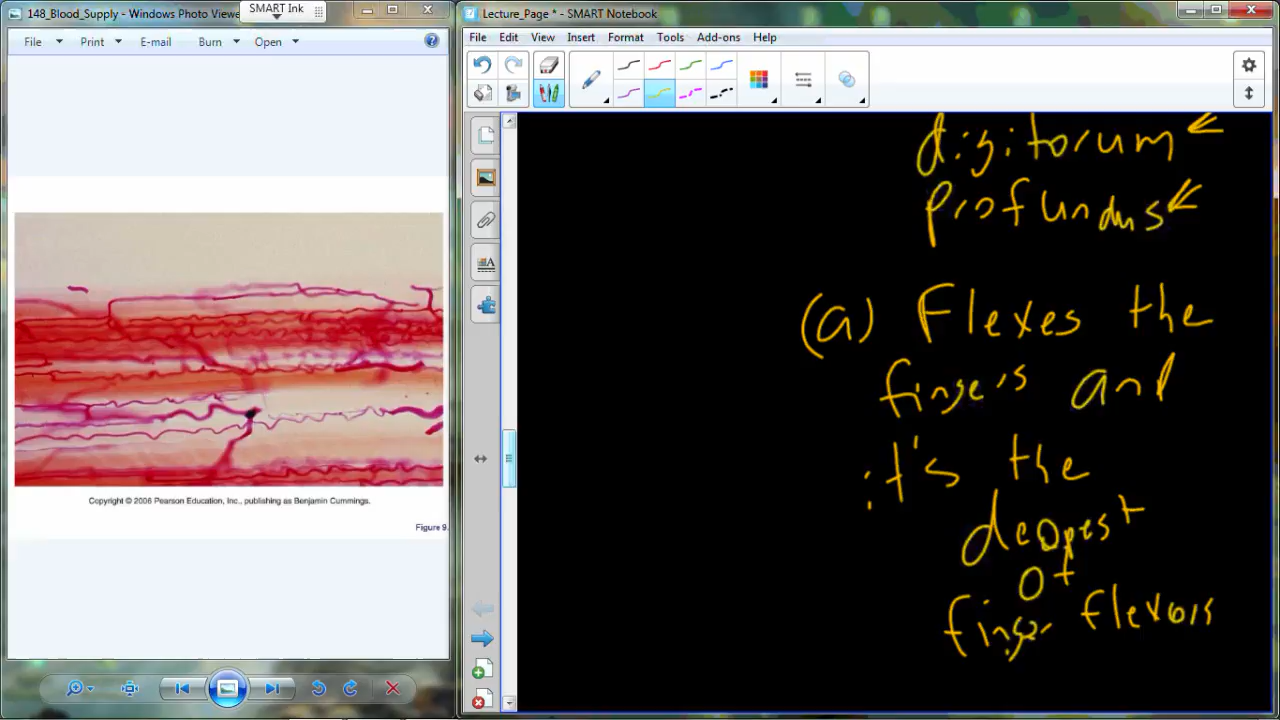 148_Blood_Supply - Windows Photo Viewe
SMART Ink
File Print E-mail Burn Open
Copyright © 2006 Pearson Education, Inc., publishing as Benjamin Cummings.
Figure 9.
Lecture_Page * - SMART Notebook
File Edit View Insert Format Tools Add-ons Help
digitorum
profundus
(a) Flexes the
fingers and
it's the
deepest
of
finger flexors